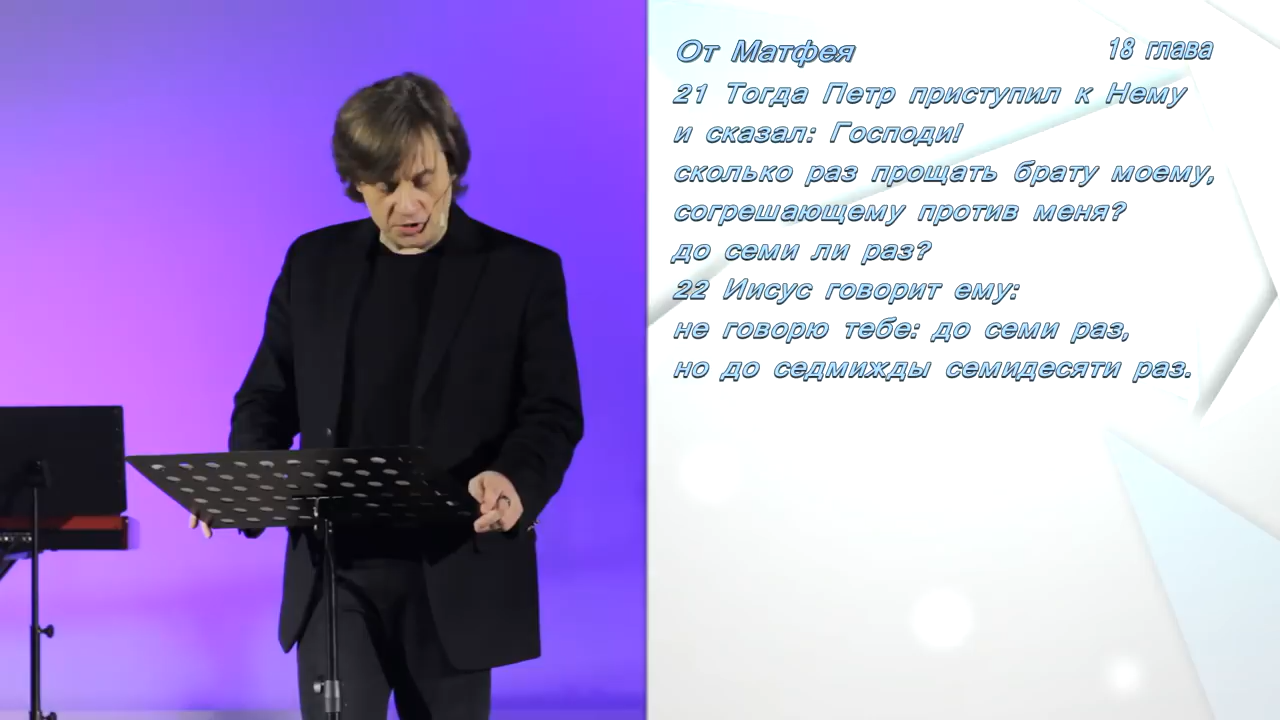 От Матфея 18 глава
21 Тогда Петр приступил к Нему
и сказал: Господи!
сколько раз прощать брату моему,
согрешающему против меня?
до семи ли раз?
22 Иисус говорит ему:
не говорю тебе: до семи раз,
но до седмижды семидесяти раз.